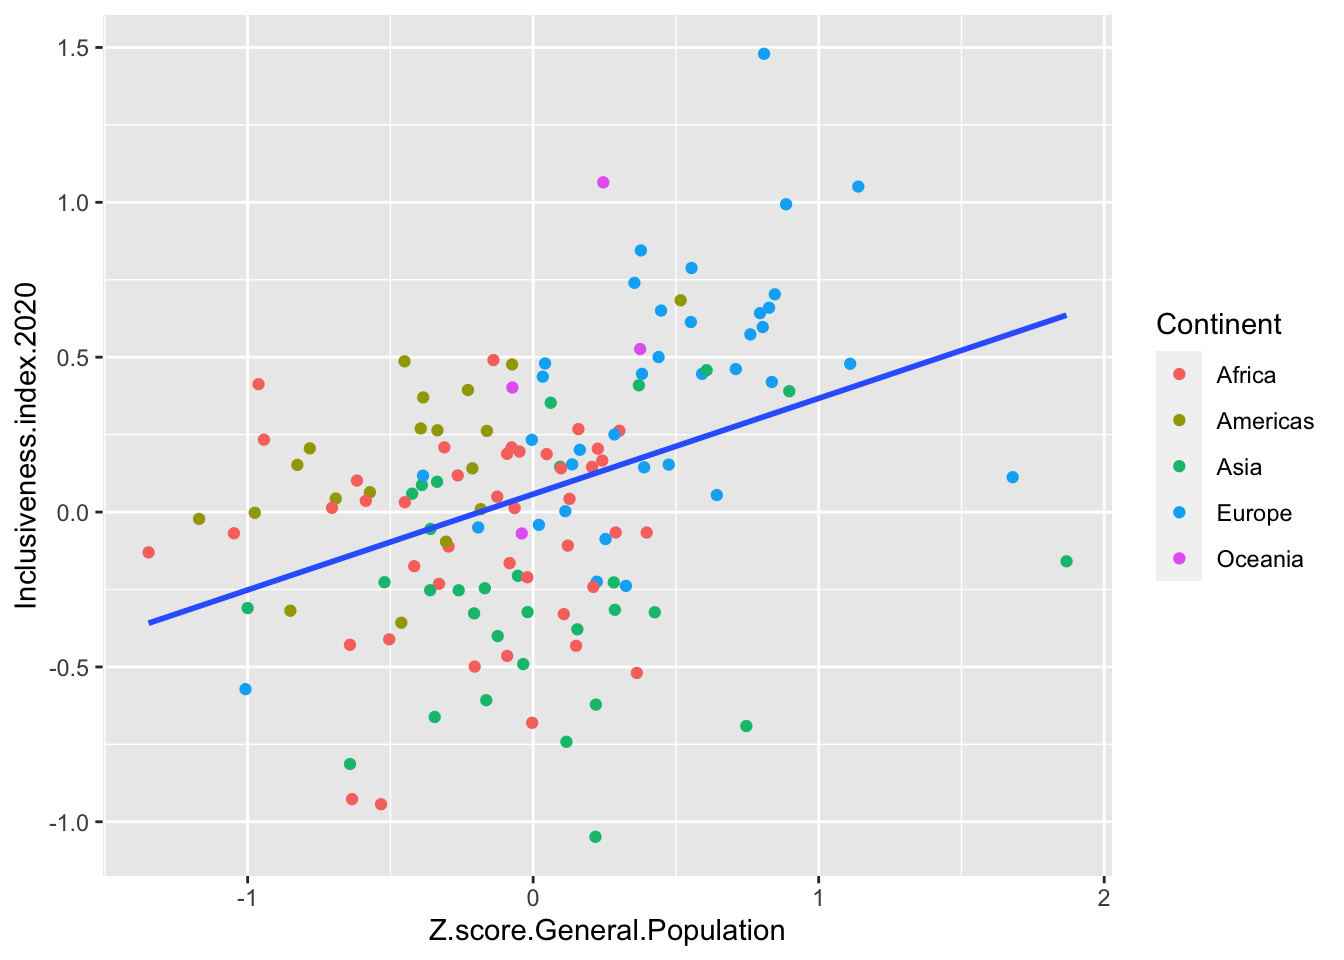 1.5
1.0
0.5
0.0
-0.5
-1.0
Inclusiveness.index.2020
-1
0
1
2
Z.score.General.Population
Continent
Africa
Americas
Asia
Europe
Oceania